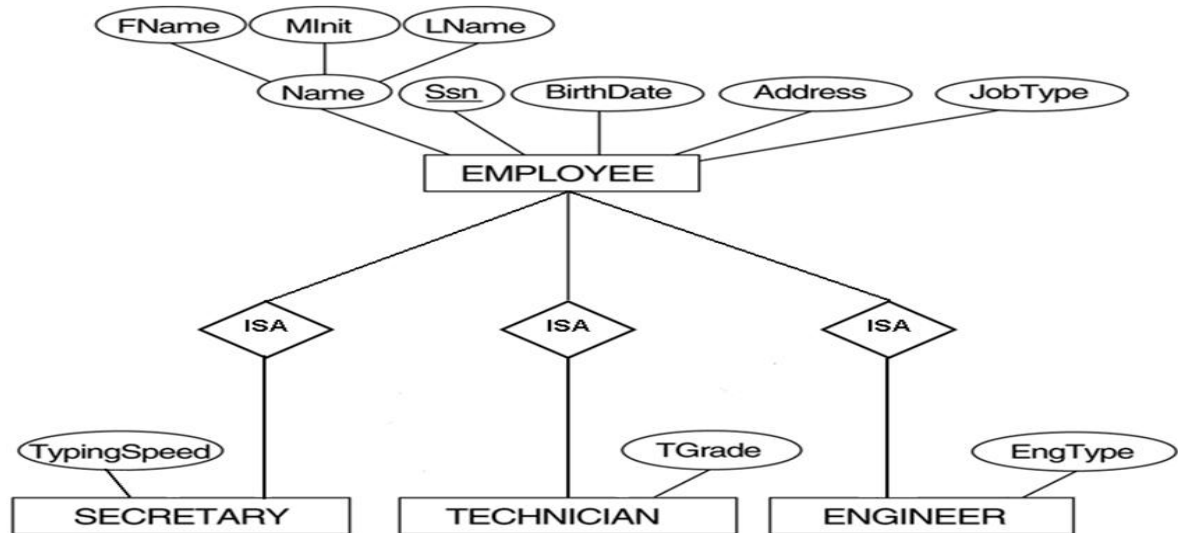 FName MInit LName
Name Ssn BirthDate Address JobType
EMPLOYEE
ISA ISA ISA
TypingSpeed TGrade EngType
SECRETARY TECHNICIAN ENGINEER